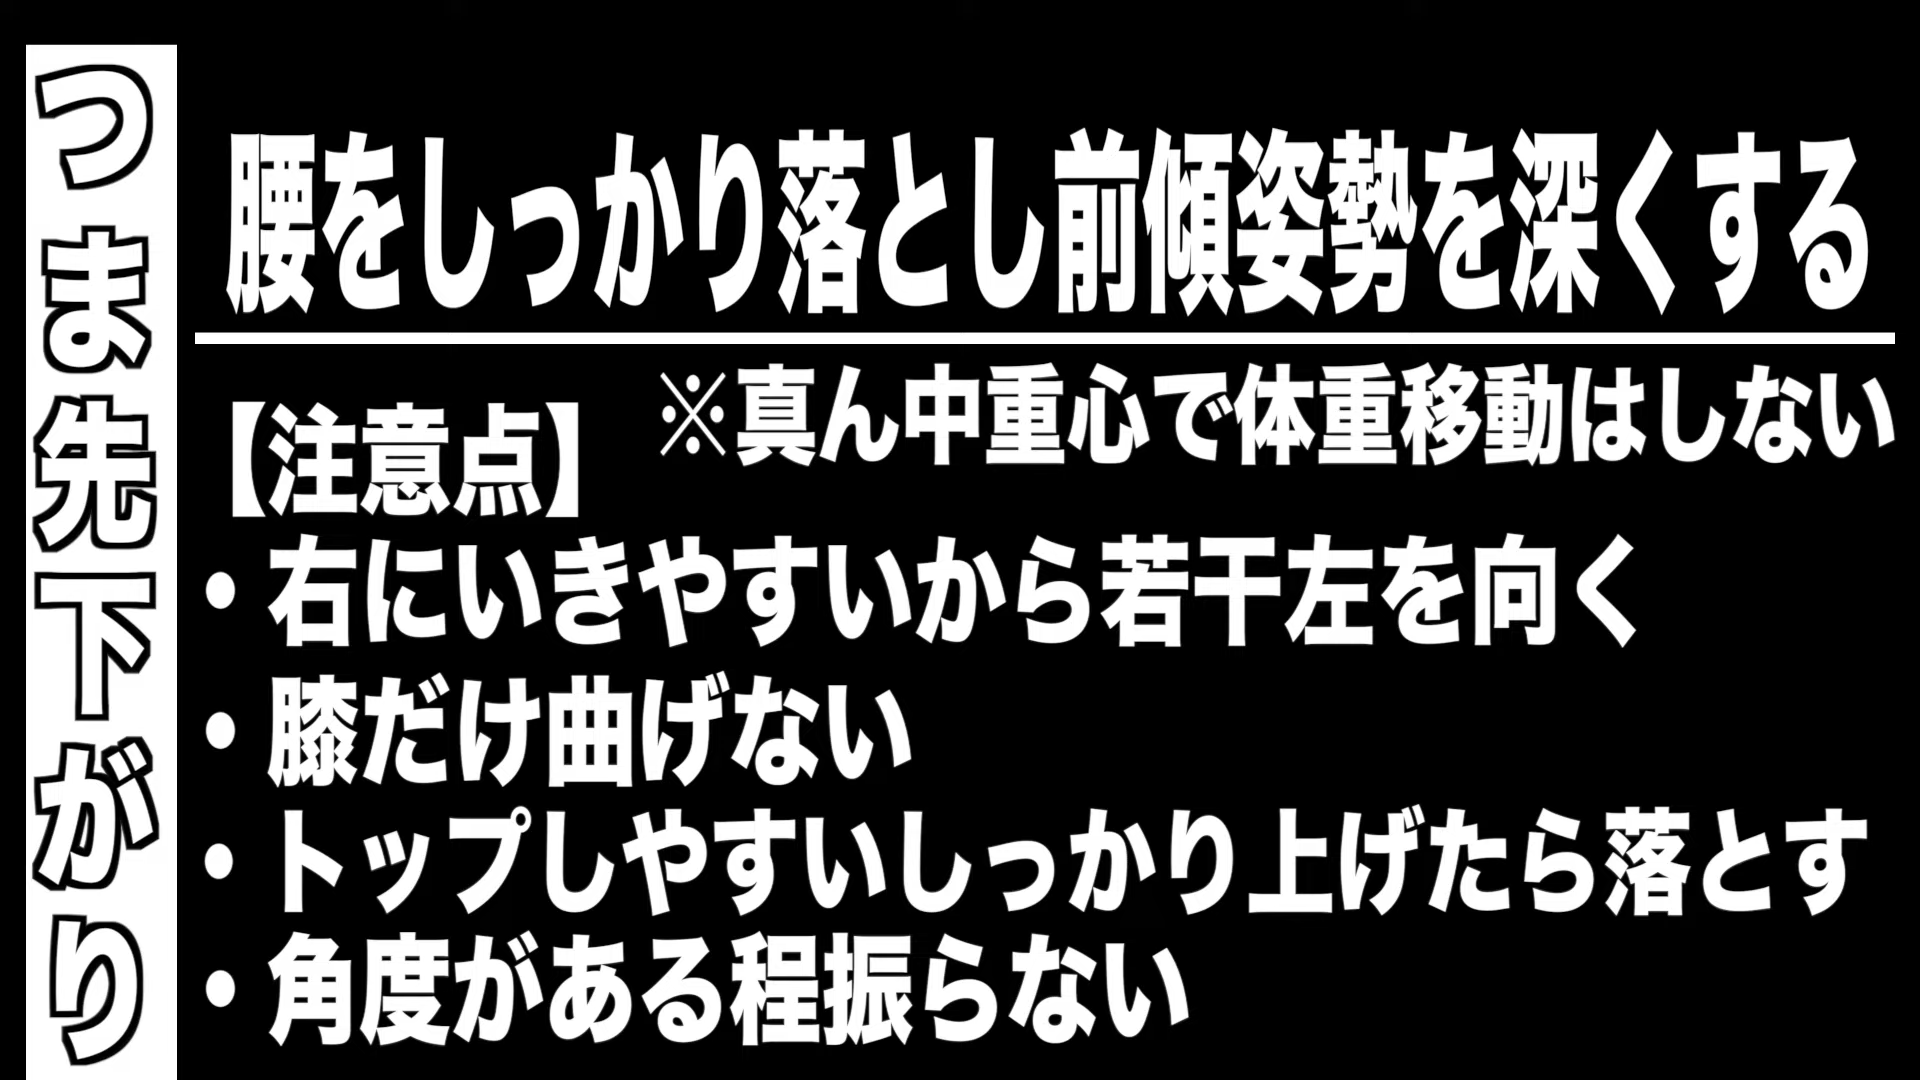 つま先下がり
腰をしっかり落とし前傾姿勢を深くする
※真ん中重心で体重移動はしない
【注意点】
・右にいきやすいから若干左を向く
・膝だけ曲げない
・トップしやすいしっかり上げたら落とす
・角度がある程振らない